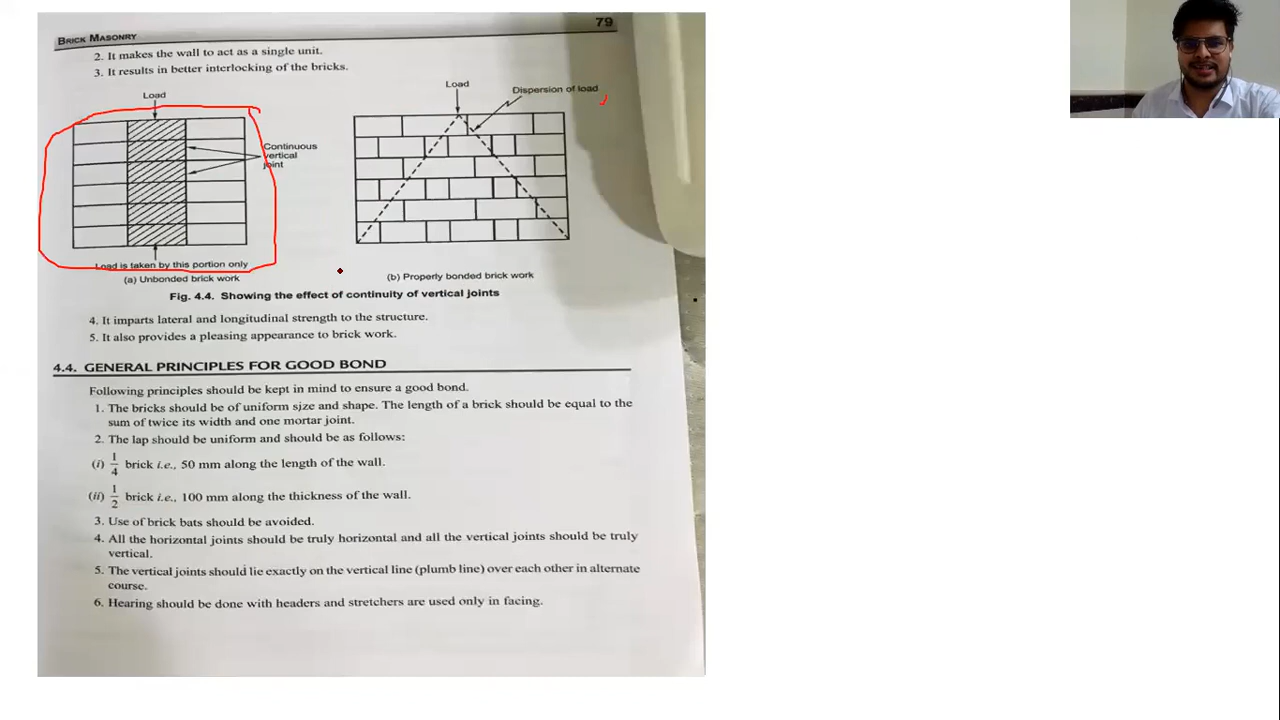 79
BRICK MASONRY
2. It makes the wall to act as a single unit.
3. It results in better interlocking of the bricks.
Load
Load
Dispersion of load
Continuous
vertical
joint
Load is taken by this portion only
(a) Unbonded brick work
(b) Properly bonded brick work
Fig. 4.4. Showing the effect of continuity of vertical joints
4. It imparts lateral and longitudinal strength to the structure.
5. It also provides a pleasing appearance to brick work.
4.4. GENERAL PRINCIPLES FOR GOOD BOND
Following principles should be kept in mind to ensure a good bond.
1. The bricks should be of uniform size and shape. The length of a brick should be equal to the
sum of twice its width and one mortar joint.
2. The lap should be uniform and should be as follows:
(i) 1/4 brick i.e., 50 mm along the length of the wall.
(ii) 1/2 brick i.e., 100 mm along the thickness of the wall.
3. Use of brick bats should be avoided.
4. All the horizontal joints should be truly horizontal and all the vertical joints should be truly
vertical.
5. The vertical joints should lie exactly on the vertical line (plumb line) over each other in alternate
course.
6. Hearing should be done with headers and stretchers are used only in facing.